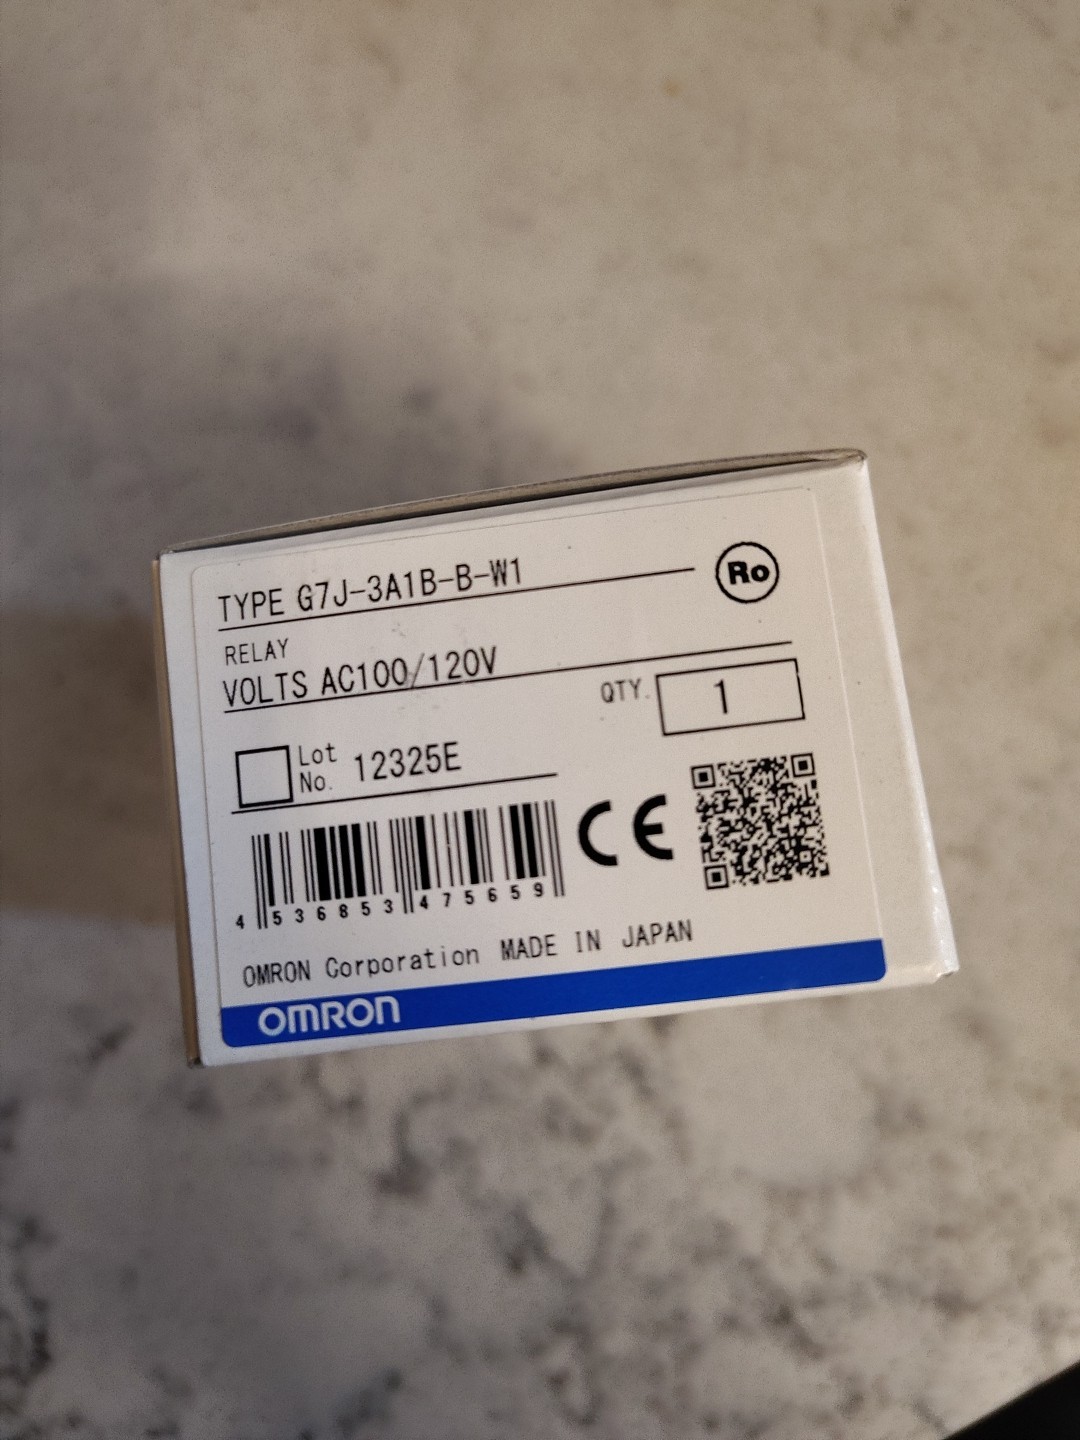 TYPE G7J-3A1B-B-W1
Ro
RELAY
VOLTS AC100/120V
QTY. 1
Lot
No. 12325E
4 536853 475659
CE
OMRON Corporation MADE IN JAPAN
OMRON